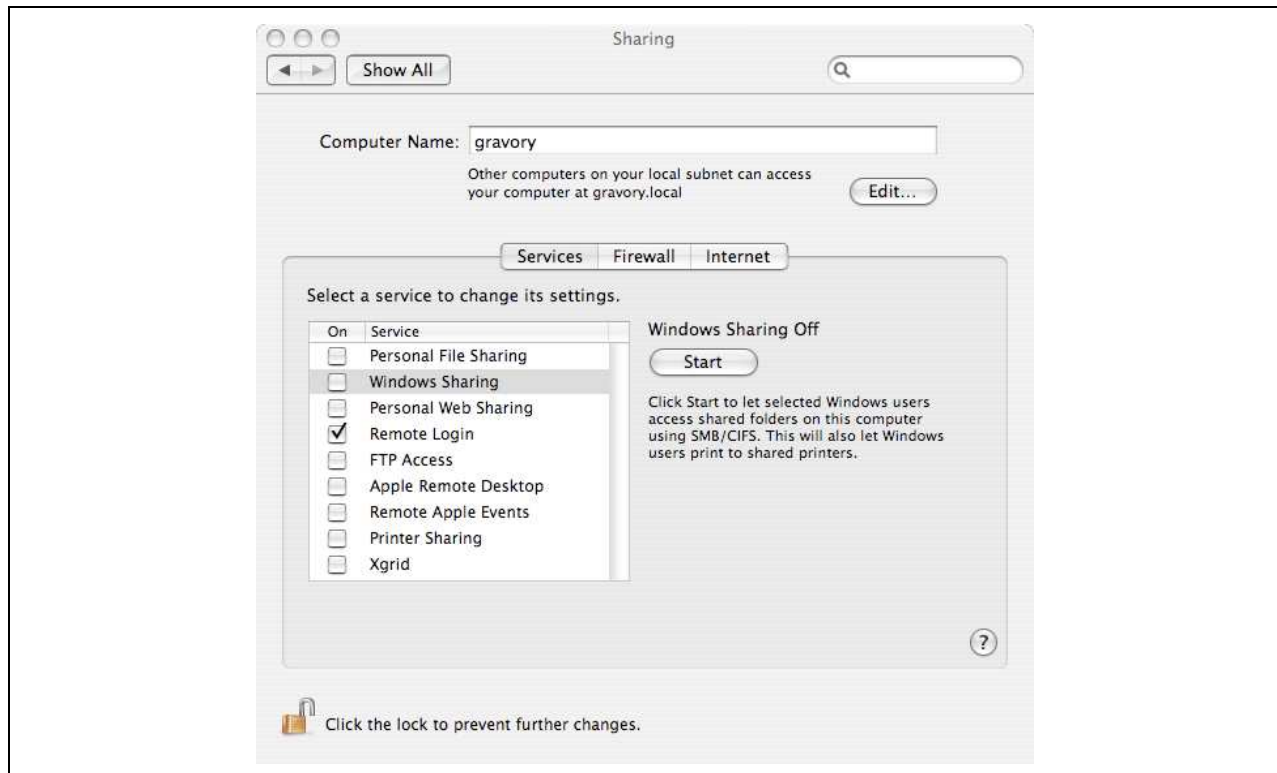 Sharing
Show All
Computer Name: gravory
Other computers on your local subnet can access
your computer at gravory.local
Edit...
Services Firewall Internet
Select a service to change its settings.
On Service
Personal File Sharing
Windows Sharing
Personal Web Sharing
Remote Login
FTP Access
Apple Remote Desktop
Remote Apple Events
Printer Sharing
Xgrid
Windows Sharing Off
Start
Click Start to let selected Windows users
access shared folders on this computer
using SMB/CIFS. This will also let Windows
users print to shared printers.
?
Click the lock to prevent further changes.